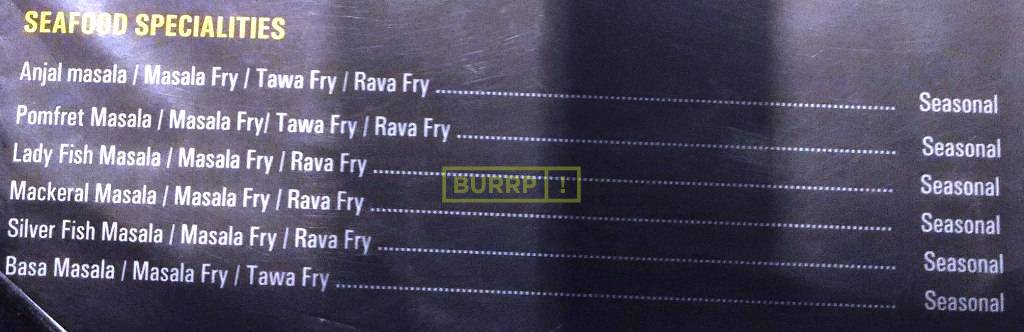 SEAFOOD SPECIALITIES
Anjal masala / Masala Fry / Tawa Fry / Rava Fry ........ Seasonal
Pomfret Masala / Masala Fry/ Tawa Fry / Rava Fry ........ Seasonal
Lady Fish Masala / Masala Fry / Rava Fry ........ Seasonal
Mackeral Masala / Masala Fry / Rava Fry ........ Seasonal
Silver Fish Masala / Masala Fry / Rava Fry ........ Seasonal
Basa Masala / Masala Fry / Tawa Fry ........ Seasonal
BURRP !